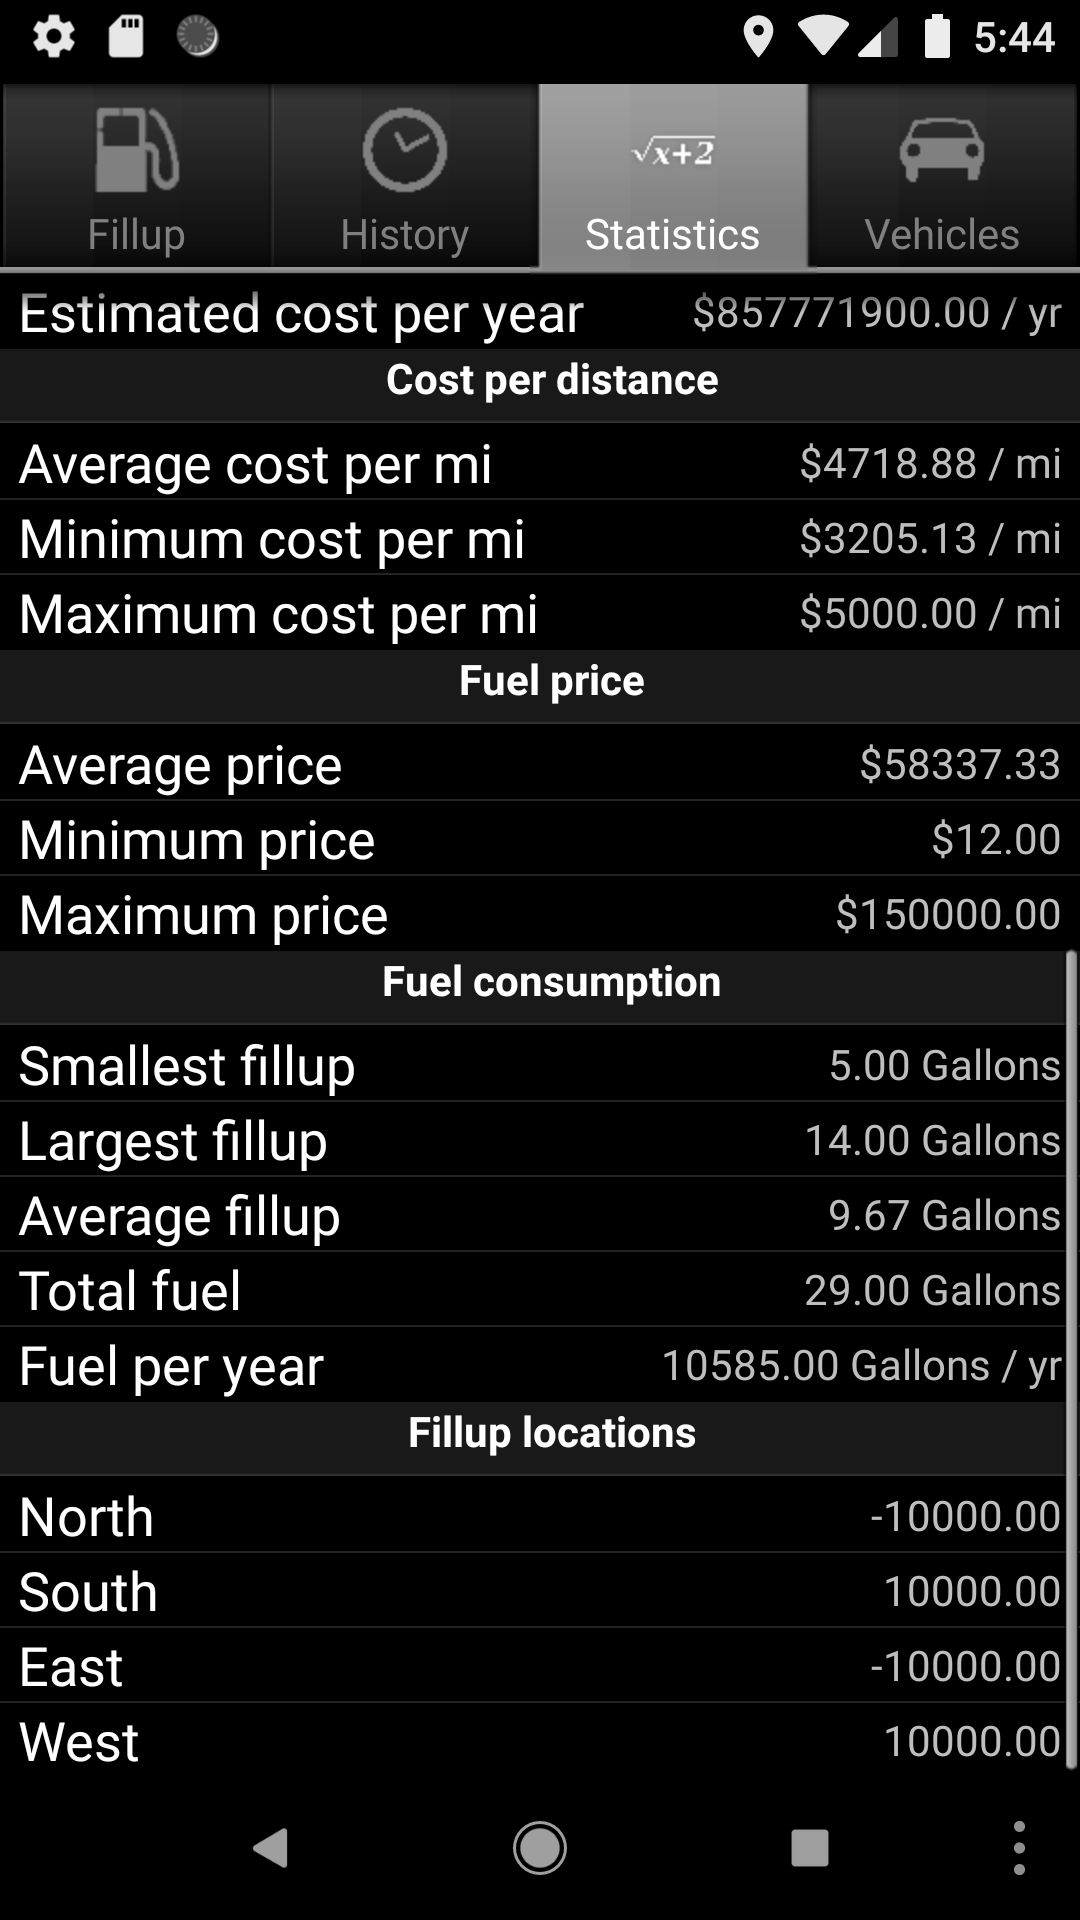 5:44
√x+2
Fillup History Statistics Vehicles
Estimated cost per year $857771900.00 / yr
Cost per distance
Average cost per mi $4718.88 / mi
Minimum cost per mi $3205.13 / mi
Maximum cost per mi $5000.00 / mi
Fuel price
Average price $58337.33
Minimum price $12.00
Maximum price $150000.00
Fuel consumption
Smallest fillup 5.00 Gallons
Largest fillup 14.00 Gallons
Average fillup 9.67 Gallons
Total fuel 29.00 Gallons
Fuel per year 10585.00 Gallons / yr
Fillup locations
North -10000.00
South 10000.00
East -10000.00
West 10000.00